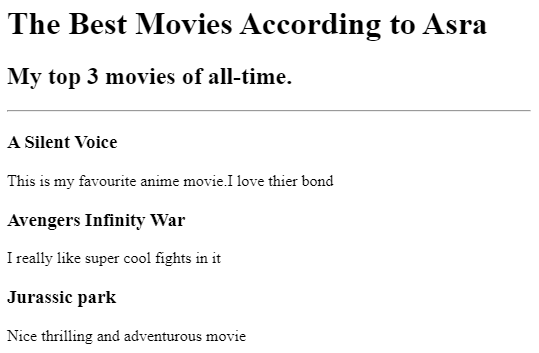 The Best Movies According to Asra
My top 3 movies of all-time.
A Silent Voice
This is my favourite anime movie.I love thier bond
Avengers Infinity War
I really like super cool fights in it
Jurassic park
Nice thrilling and adventurous movie